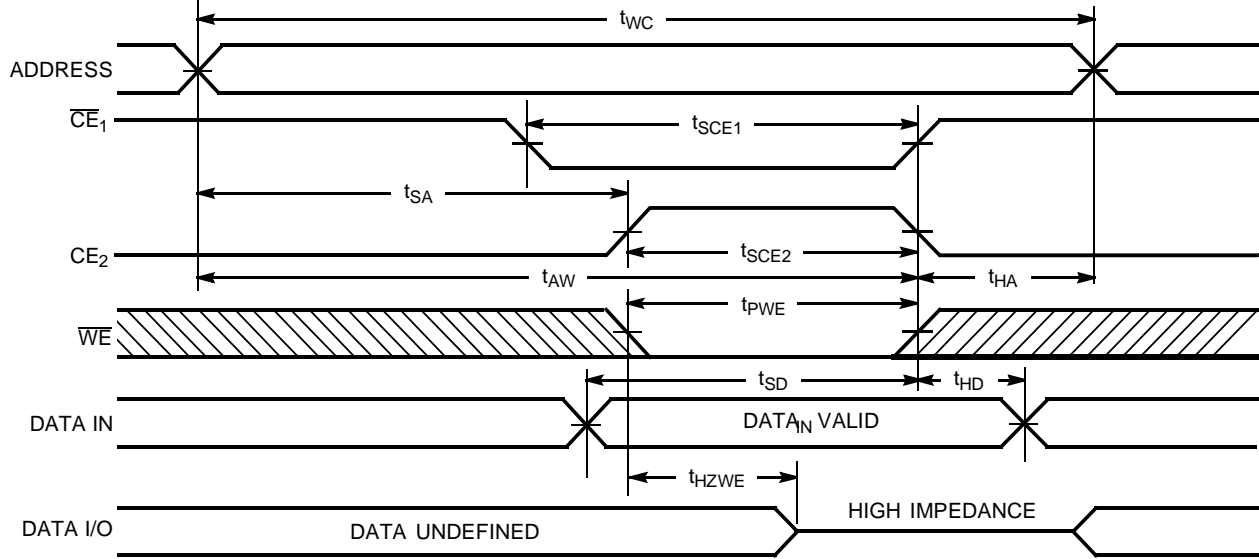 tWC
ADDRESS
CE1
tSCE1
tSA
CE2
tSCE2
tAW
tHA
tPWE
WE
tSD
tHD
DATA IN
DATAIN VALID
tHZWE
DATA I/O
DATA UNDEFINED
HIGH IMPEDANCE